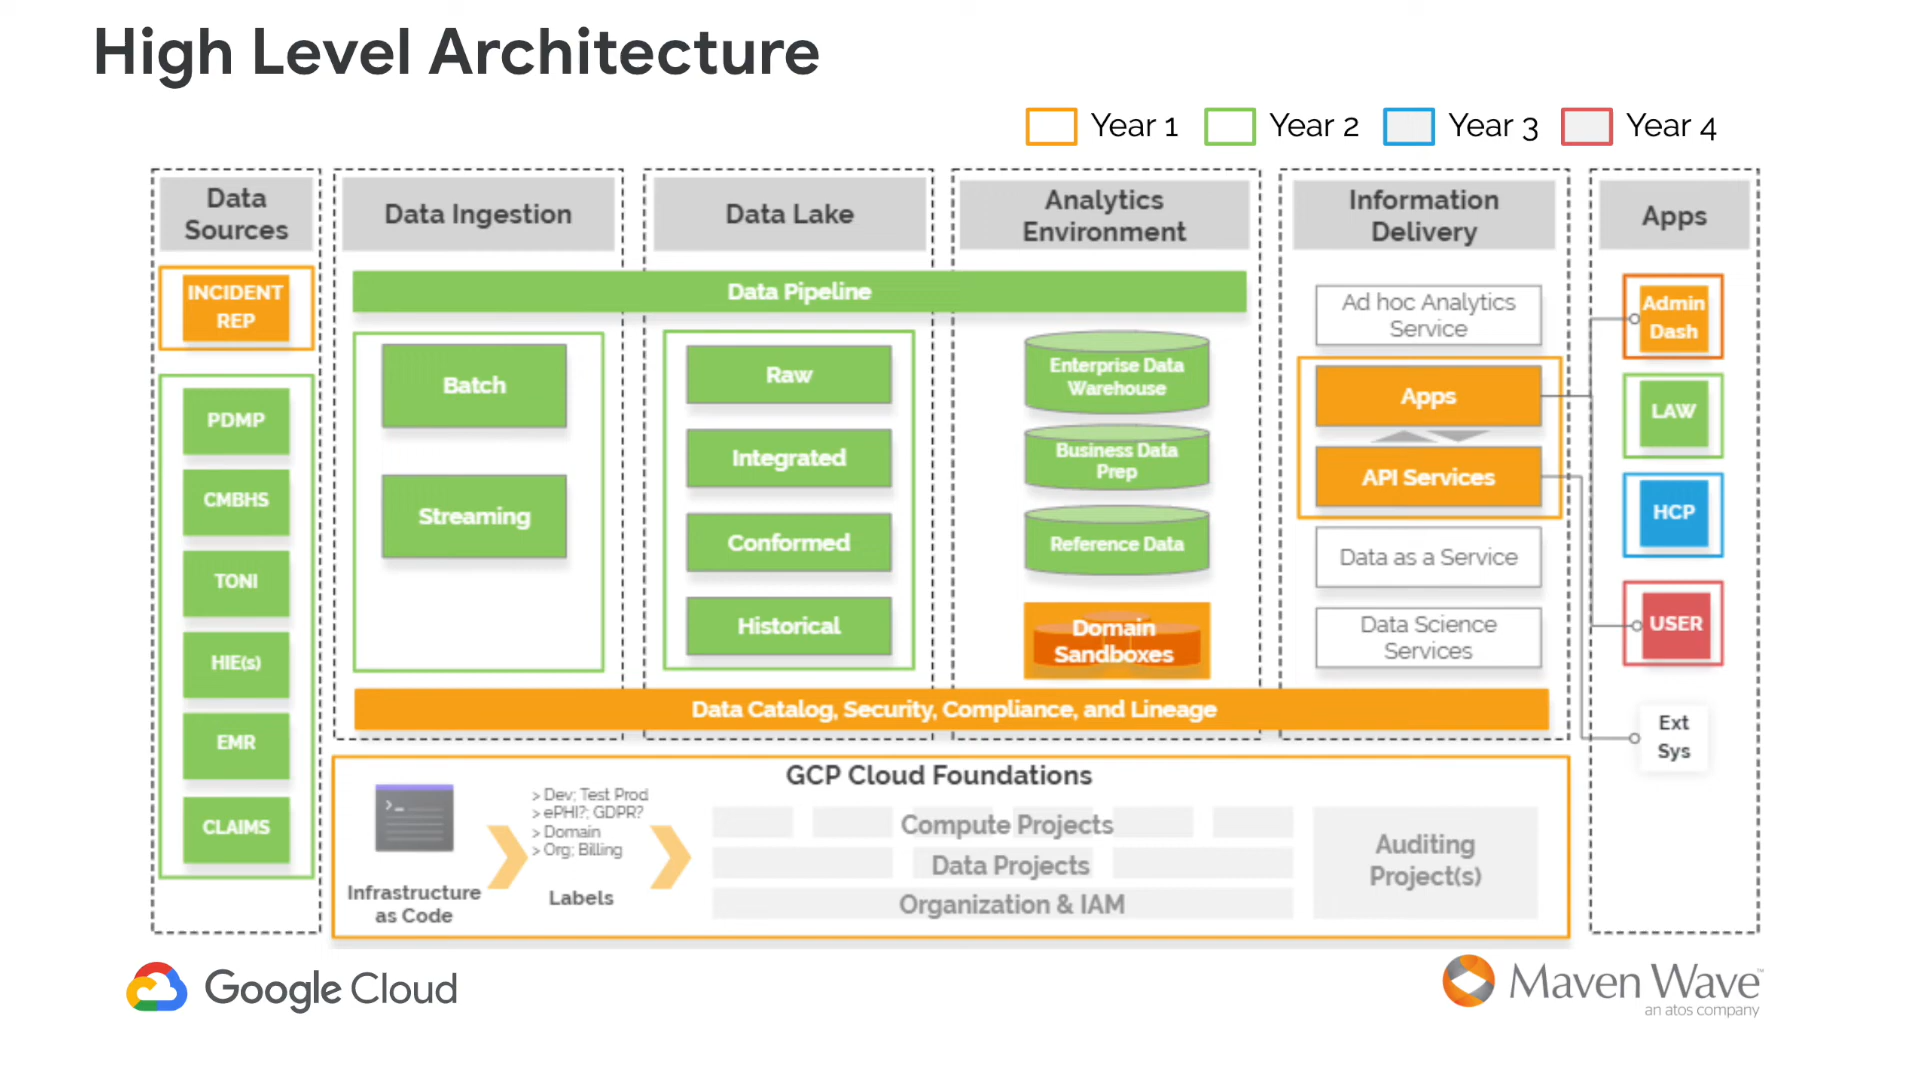 High Level Architecture
Year 1
Year 2
Year 3
Year 4
Data
Sources
INCIDENT
REP
PDMP
CMBHS
TONI
HIE(s)
EMR
CLAIMS
Data Ingestion
Data Lake
Analytics
Environment
Information
Delivery
Apps
Data Pipeline
Batch
Streaming
Raw
Integrated
Conformed
Historical
Enterprise Data
Warehouse
Business Data
Prep
Reference Data
Domain
Sandboxes
Ad hoc Analytics
Service
Apps
API Services
Data as a Service
Data Science
Services
Admin
Dash
LAW
HCP
USER
Ext
Sys
Data Catalog, Security, Compliance, and Lineage
GCP Cloud Foundations
>_
Infrastructure
as Code
> Dev; Test Prod
> ePHI?; GDPR?
> Domain
> Org; Billing
Labels
Compute Projects
Data Projects
Organization & IAM
Auditing
Project(s)
Google Cloud
Maven Wave™
an atos company